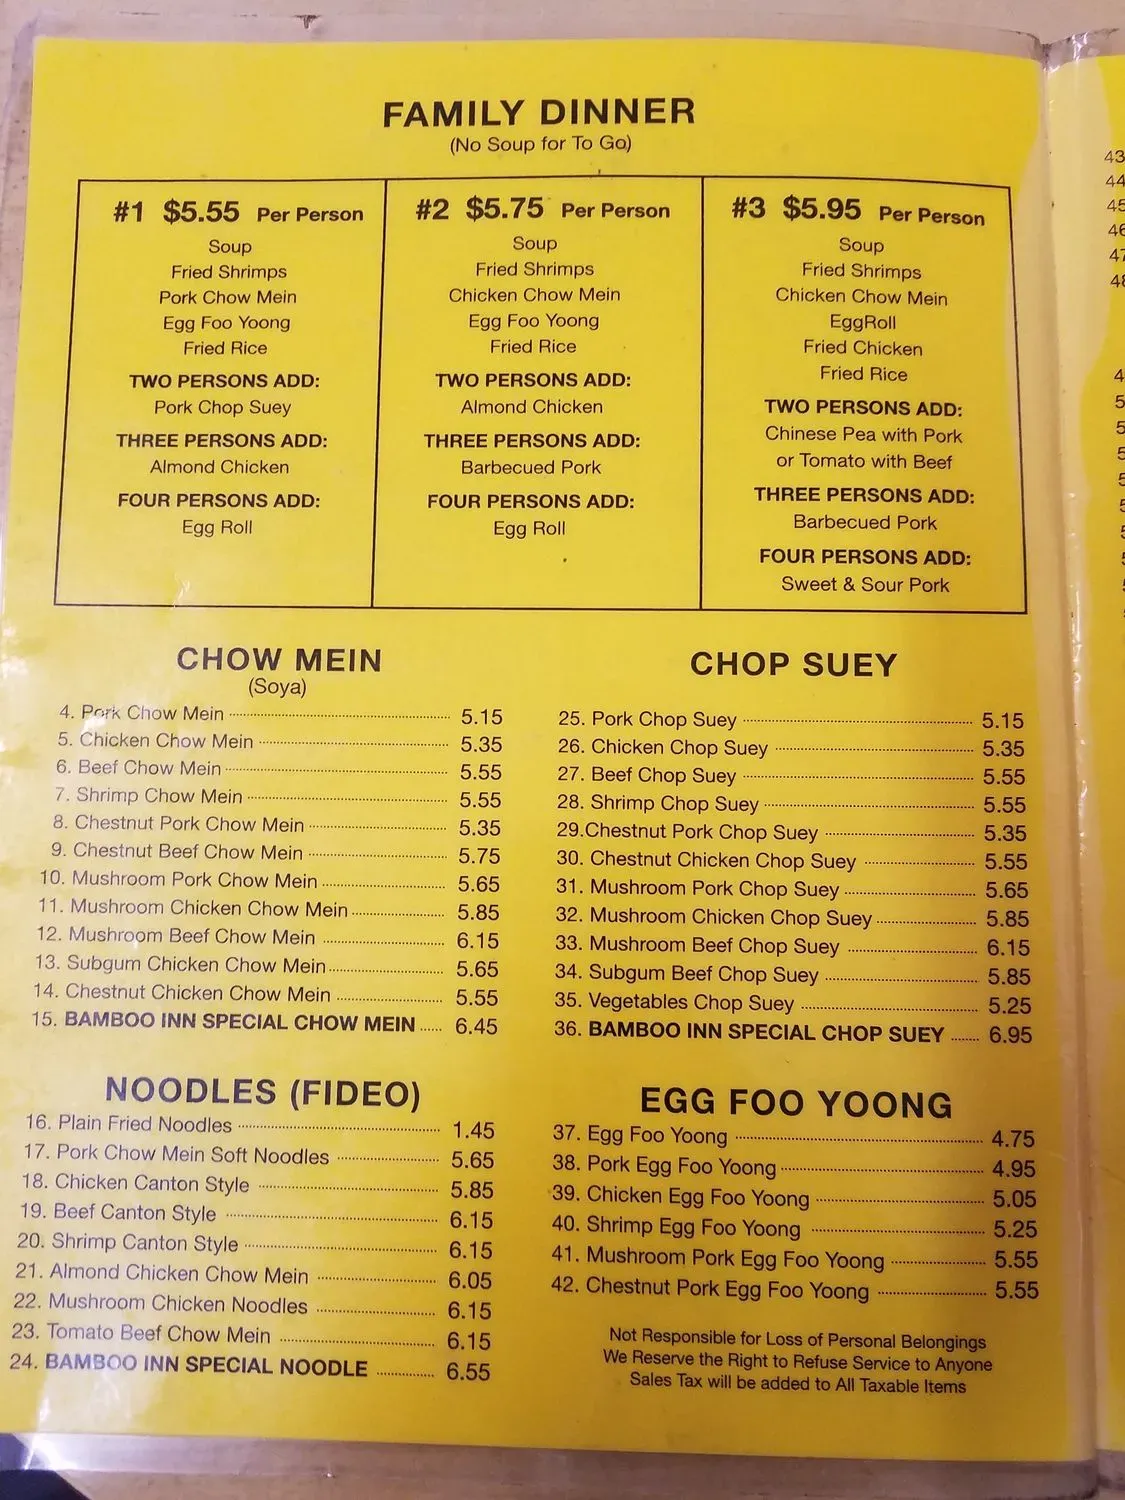 FAMILY DINNER
(No Soup for To Go)
#1 $5.55 Per Person
Soup
Fried Shrimps
Pork Chow Mein
Egg Foo Yoong
Fried Rice
TWO PERSONS ADD:
Pork Chop Suey
THREE PERSONS ADD:
Almond Chicken
FOUR PERSONS ADD:
Egg Roll
#2 $5.75 Per Person
Soup
Fried Shrimps
Chicken Chow Mein
Egg Foo Yoong
Fried Rice
TWO PERSONS ADD:
Almond Chicken
THREE PERSONS ADD:
Barbecued Pork
FOUR PERSONS ADD:
Egg Roll
#3 $5.95 Per Person
Soup
Fried Shrimps
Chicken Chow Mein
EggRoll
Fried Chicken
Fried Rice
TWO PERSONS ADD:
Chinese Pea with Pork
or Tomato with Beef
THREE PERSONS ADD:
Barbecued Pork
FOUR PERSONS ADD:
Sweet & Sour Pork
CHOW MEIN
(Soya)
4. Pork Chow Mein 5.15
5. Chicken Chow Mein 5.35
6. Beef Chow Mein 5.55
7. Shrimp Chow Mein 5.55
8. Chestnut Pork Chow Mein 5.35
9. Chestnut Beef Chow Mein 5.75
10. Mushroom Pork Chow Mein 5.65
11. Mushroom Chicken Chow Mein 5.85
12. Mushroom Beef Chow Mein 6.15
13. Subgum Chicken Chow Mein 5.65
14. Chestnut Chicken Chow Mein 5.55
15. BAMBOO INN SPECIAL CHOW MEIN 6.45
NOODLES (FIDEO)
16. Plain Fried Noodles 1.45
17. Pork Chow Mein Soft Noodles 5.65
18. Chicken Canton Style 5.85
19. Beef Canton Style 6.15
20. Shrimp Canton Style 6.15
21. Almond Chicken Chow Mein 6.05
22. Mushroom Chicken Noodles 6.15
23. Tomato Beef Chow Mein 6.15
24. BAMBOO INN SPECIAL NOODLE 6.55
CHOP SUEY
25. Pork Chop Suey 5.15
26. Chicken Chop Suey 5.35
27. Beef Chop Suey 5.55
28. Shrimp Chop Suey 5.55
29.Chestnut Pork Chop Suey 5.35
30. Chestnut Chicken Chop Suey 5.55
31. Mushroom Pork Chop Suey 5.65
32. Mushroom Chicken Chop Suey 5.85
33. Mushroom Beef Chop Suey 6.15
34. Subgum Beef Chop Suey 5.85
35. Vegetables Chop Suey 5.25
36. BAMBOO INN SPECIAL CHOP SUEY 6.95
EGG FOO YOONG
37. Egg Foo Yoong 4.75
38. Pork Egg Foo Yoong 4.95
39. Chicken Egg Foo Yoong 5.05
40. Shrimp Egg Foo Yoong 5.25
41. Mushroom Pork Egg Foo Yoong 5.55
42. Chestnut Pork Egg Foo Yoong 5.55
Not Responsible for Loss of Personal Belongings
We Reserve the Right to Refuse Service to Anyone
Sales Tax will be added to All Taxable Items
43
44
45
46
47